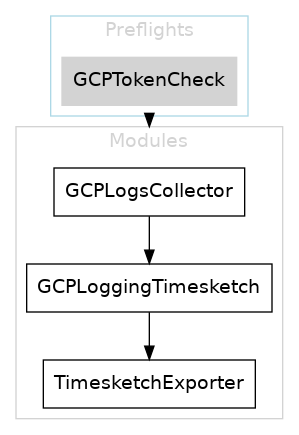 Preflights
GCPTokenCheck
Modules
GCPLogsCollector
GCPLoggingTimesketch
TimesketchExporter